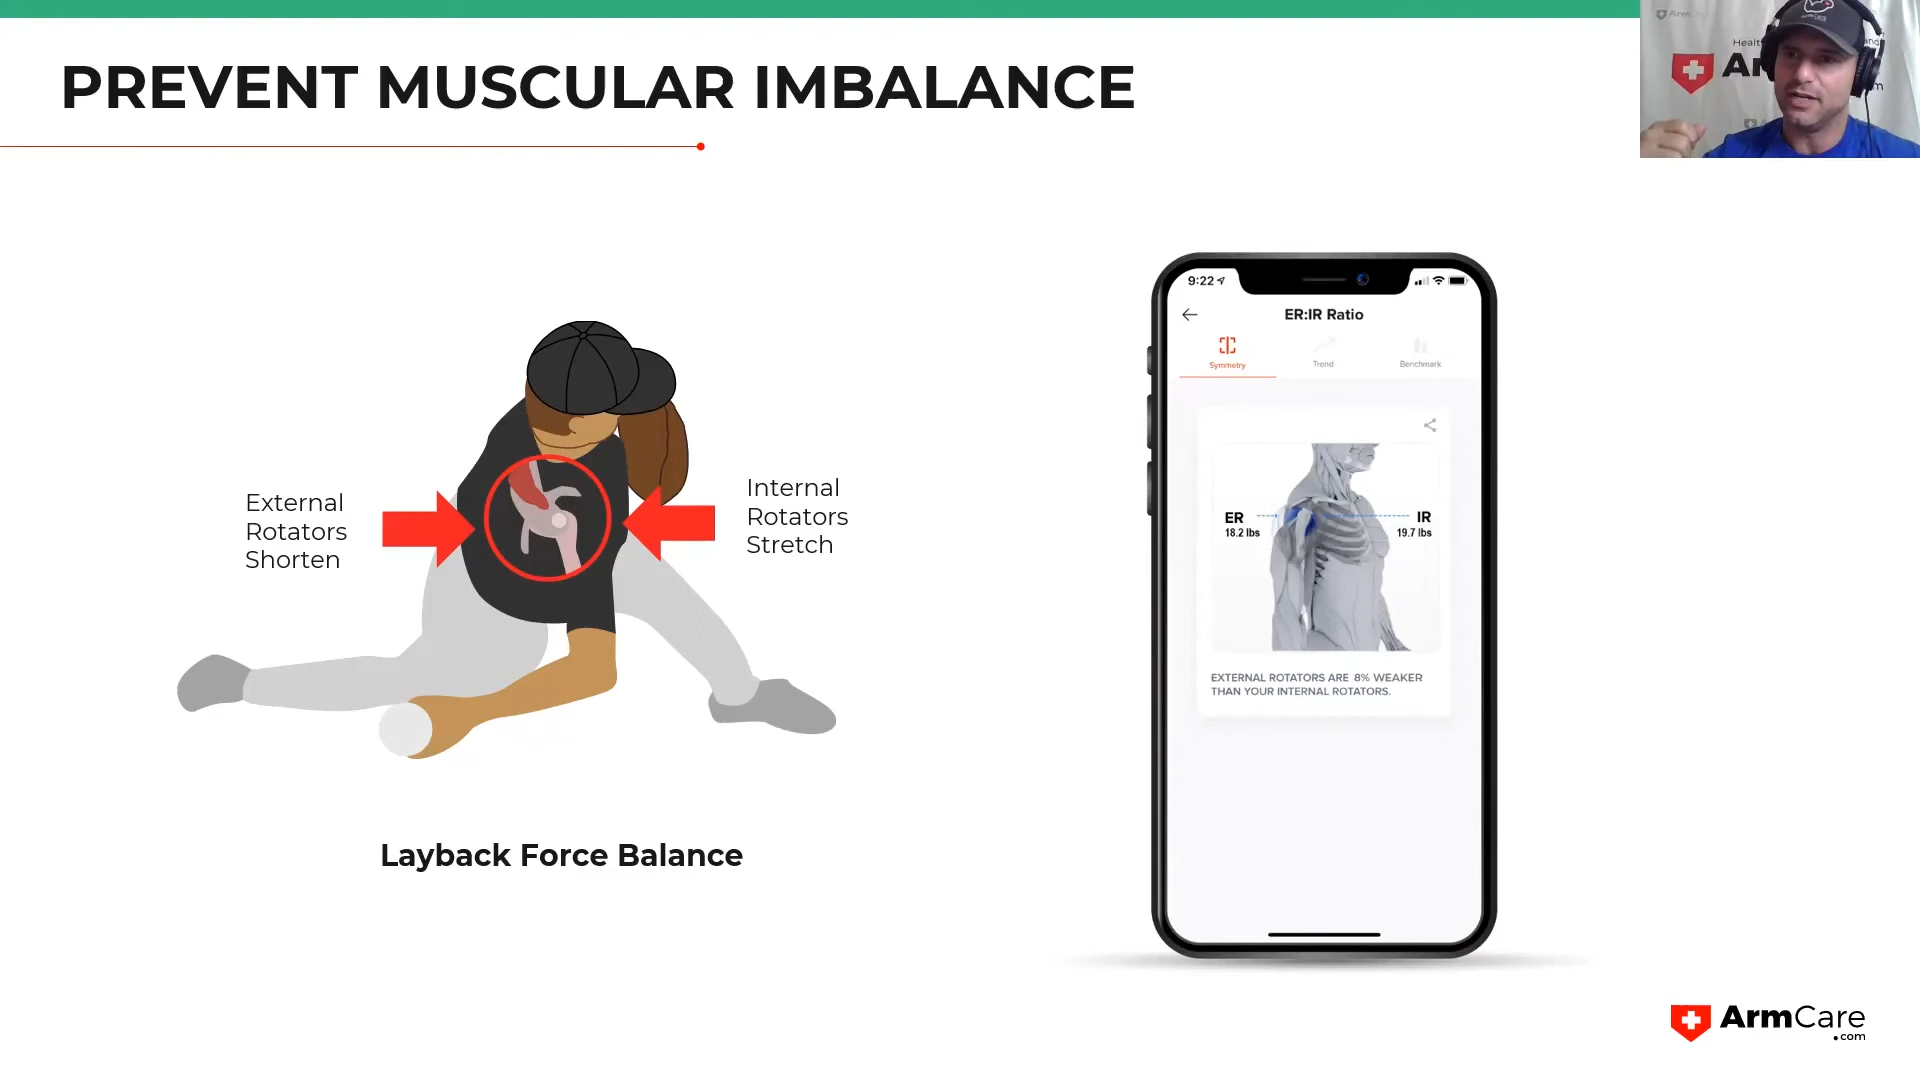 PREVENT MUSCULAR IMBALANCE
External
Rotators
Shorten
Internal
Rotators
Stretch
Layback Force Balance
9:22
ER:IR Ratio
Symmetry
Trend
Benchmark
ER
18.2 lbs
IR
19.7 lbs
EXTERNAL ROTATORS ARE 8% WEAKER
THAN YOUR INTERNAL ROTATORS.
ArmCare
.com